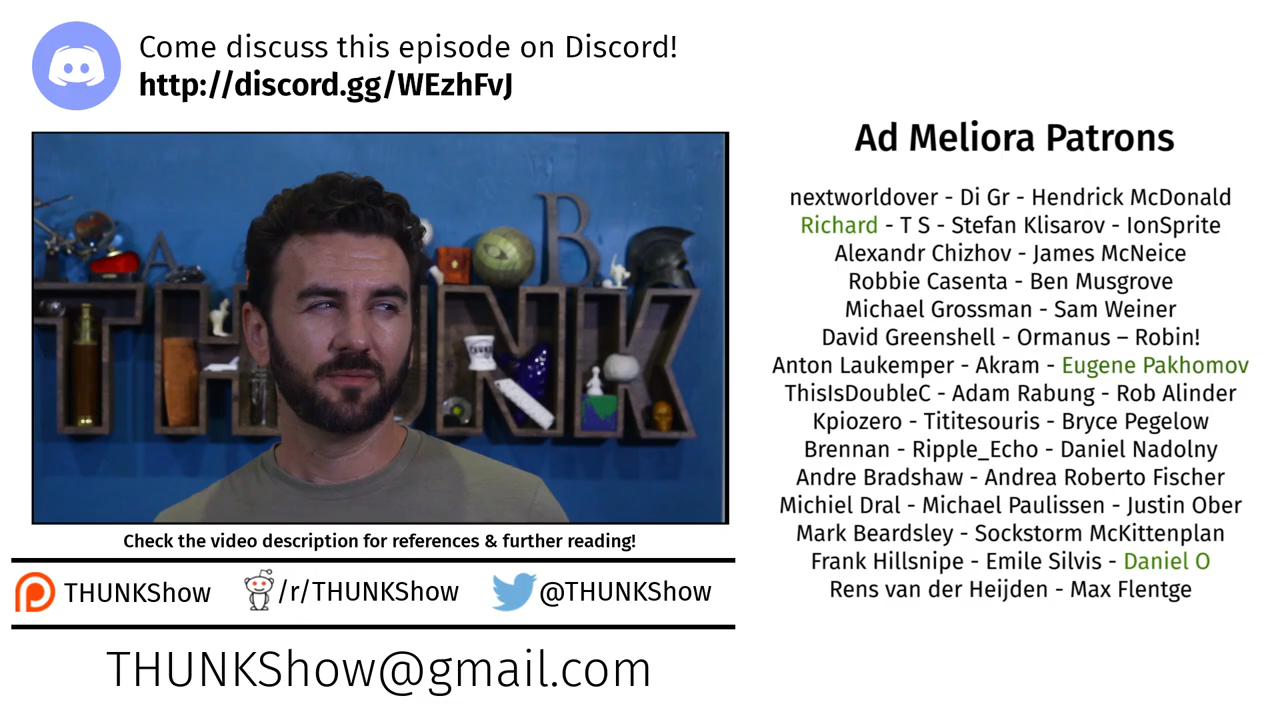 Come discuss this episode on Discord!
http://discord.gg/WEzhFvJ
A
B
THUNK
Check the video description for references & further reading!
THUNKShow
/r/THUNKShow
@THUNKShow
THUNKShow@gmail.com
Ad Meliora Patrons
nextworldover - Di Gr - Hendrick McDonald
Richard - T S - Stefan Klisarov - IonSprite
Alexandr Chizhov - James McNeice
Robbie Casenta - Ben Musgrove
Michael Grossman - Sam Weiner
David Greenshell - Ormanus – Robin!
Anton Laukemper - Akram - Eugene Pakhomov
ThisIsDoubleC - Adam Rabung - Rob Alinder
Kpiozero - Tititesouris - Bryce Pegelow
Brennan - Ripple_Echo - Daniel Nadolny
Andre Bradshaw - Andrea Roberto Fischer
Michiel Dral - Michael Paulissen - Justin Ober
Mark Beardsley - Sockstorm McKittenplan
Frank Hillsnipe - Emile Silvis - Daniel O
Rens van der Heijden - Max Flentge